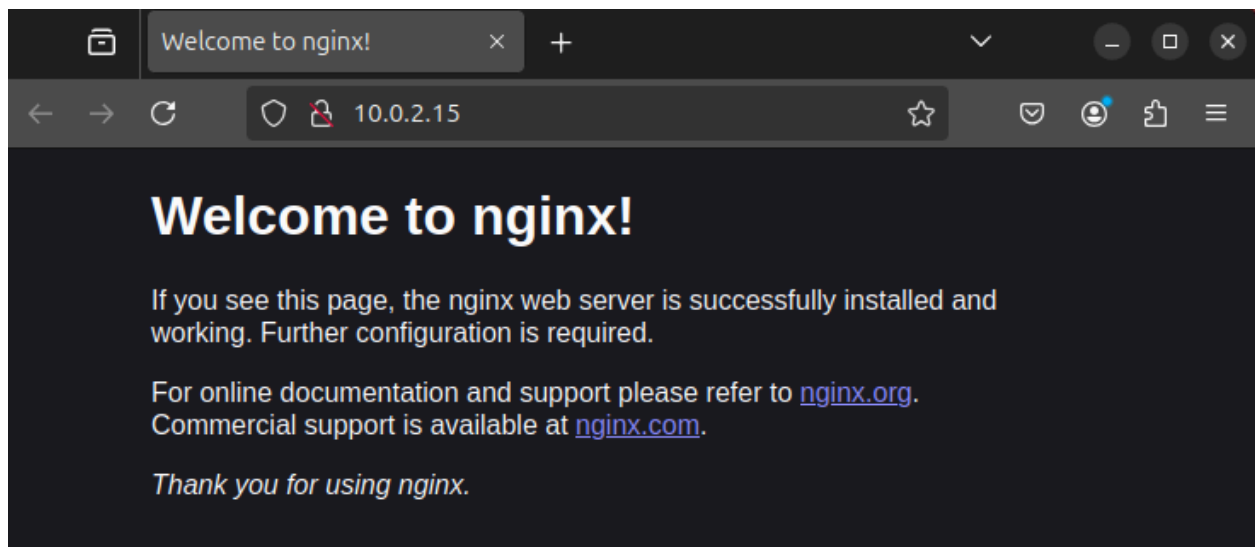 Welcome to nginx!
10.0.2.15
Welcome to nginx!
If you see this page, the nginx web server is successfully installed and
working. Further configuration is required.
For online documentation and support please refer to nginx.org.
Commercial support is available at nginx.com.
Thank you for using nginx.